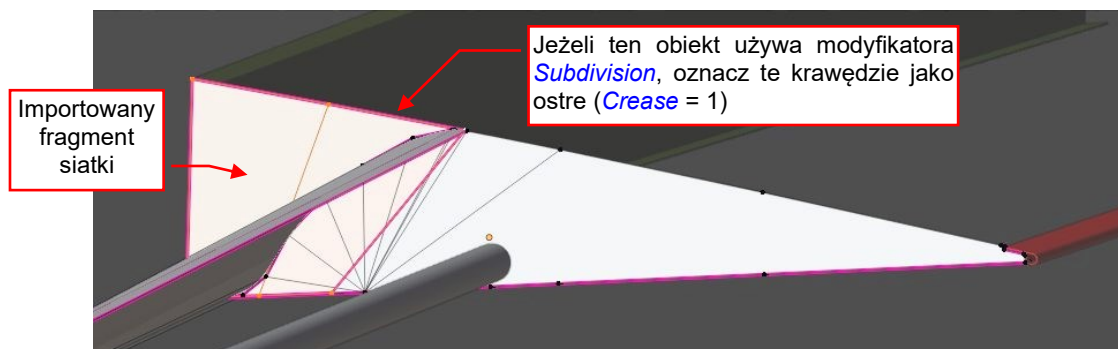 Jeżeli ten obiekt używa modyfikatora
Subdivision, oznacz te krawędzie jako
ostre (Crease = 1)
Importowany
fragment
siatki